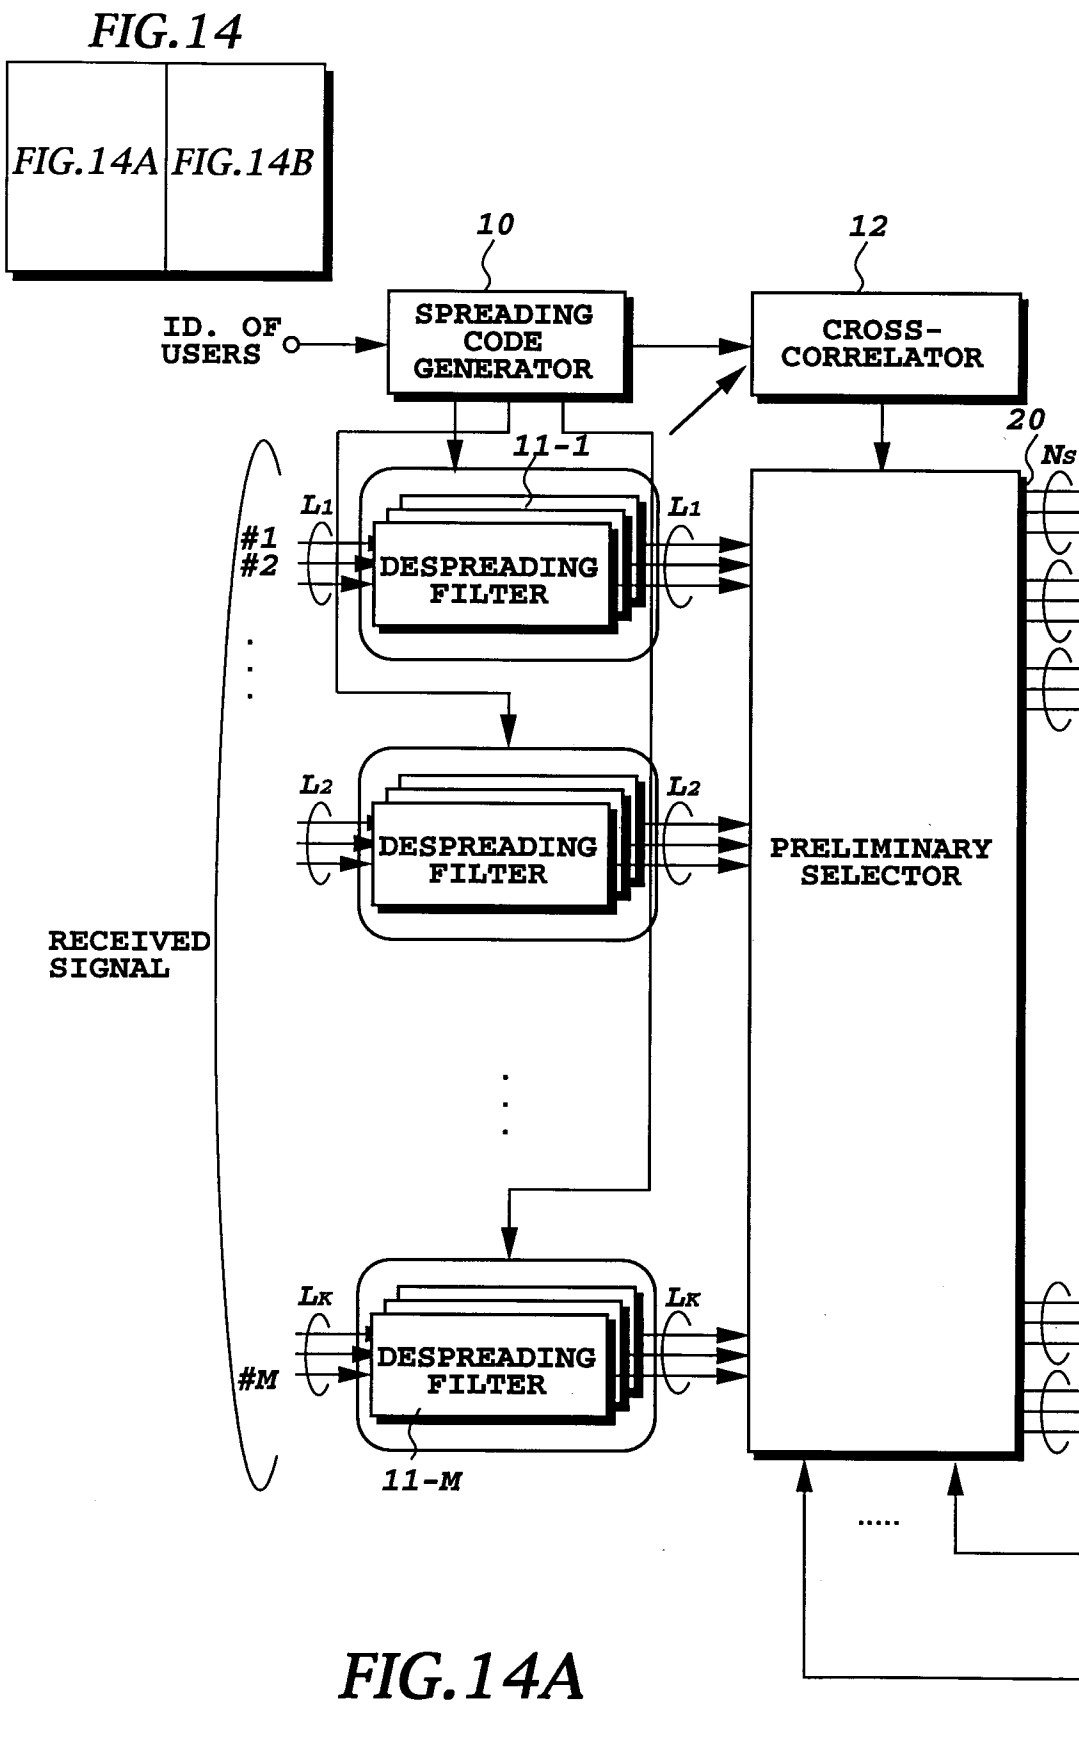 FIG.14
FIG.14A FIG.14B
10
12
ID. OF
USERS
SPREADING
CODE
GENERATOR
CROSS-
CORRELATOR
20
11-1
NS
L1
L1
#1
#2
DESPREADING
FILTER
.
.
.
L2
L2
DESPREADING
FILTER
PRELIMINARY
SELECTOR
RECEIVED
SIGNAL
.
.
.
LK
LK
#M
DESPREADING
FILTER
11-M
.....
FIG.14A